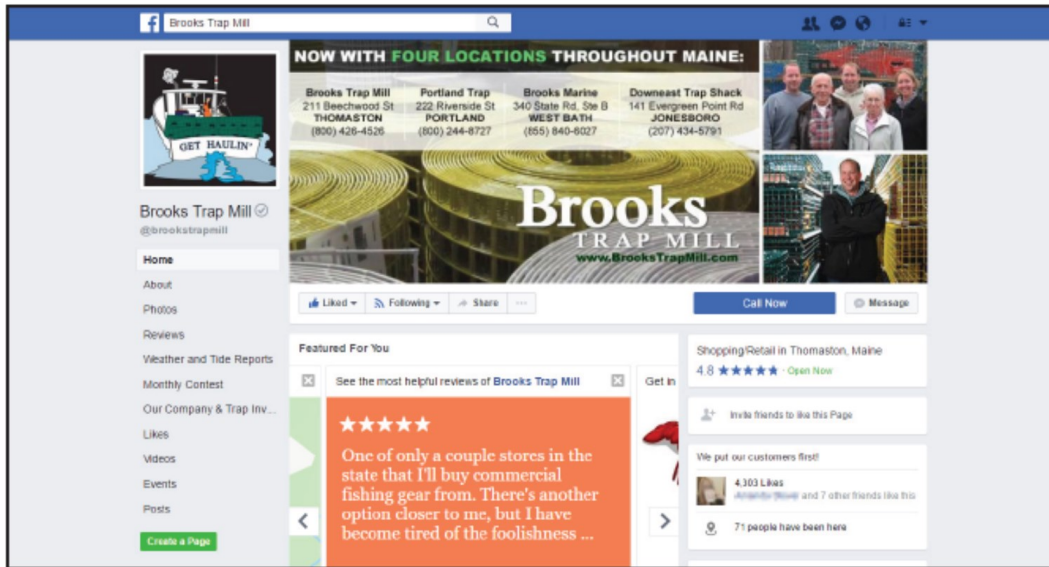 Brooks Trap Mill
NOW WITH FOUR LOCATIONS THROUGHOUT MAINE:
Brooks Trap Mill
211 Beechwood St
THOMASTON
(800) 426-4526
Portland Trap
222 Riverside St
PORTLAND
(800) 244-8727
Brooks Marine
340 State Rd, Ste B
WEST BATH
(855) 840-6027
Downeast Trap Shack
141 Evergreen Point Rd
JONESBORO
(207) 434-5791
GET HAULIN'
Brooks
TRAP MILL
www.BrooksTrapMill.com
Brooks Trap Mill
@brookstrapmill
Home
About
Photos
Reviews
Weather and Tide Reports
Monthly Contest
Our Company & Trap Inv...
Likes
Videos
Events
Posts
Create a Page
Liked
Following
Share
...
Call Now
Message
Featured For You
See the most helpful reviews of Brooks Trap Mill
Get in
One of only a couple stores in the
state that I'll buy commercial
fishing gear from. There's another
option closer to me, but I have
become tired of the foolishness ...
Shopping/Retail in Thomaston, Maine
4.8 ★★★★★ · Open Now
Invite friends to like this Page
We put our customers first!
4,303 Likes
and 7 other friends like this
71 people have been here